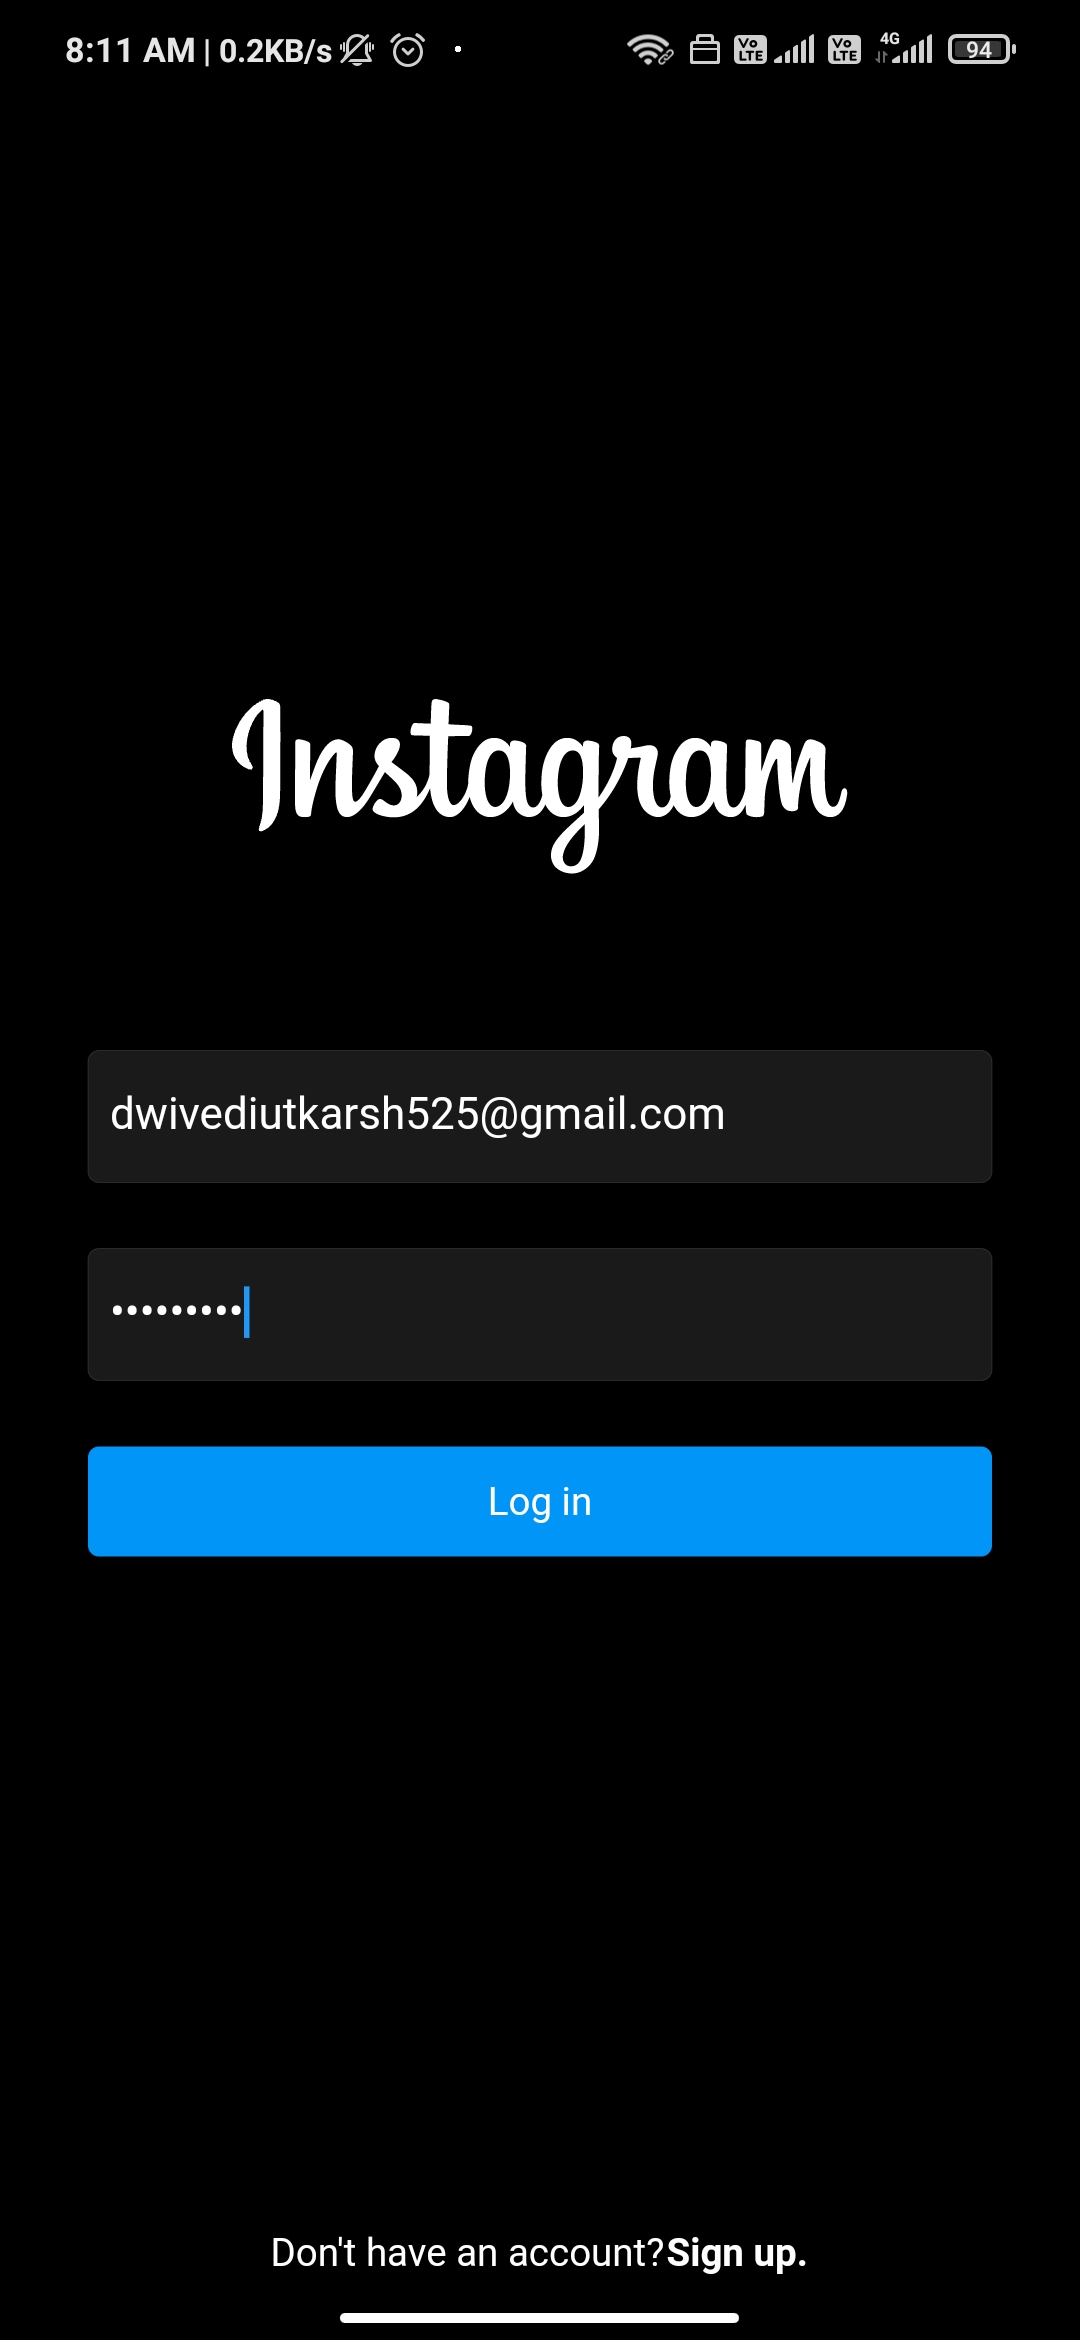 8:11 AM | 0.2KB/s Vo LTE Vo LTE 4G 94
Instagram
dwivediutkarsh525@gmail.com
•••••••••
Log in
Don't have an account?Sign up.